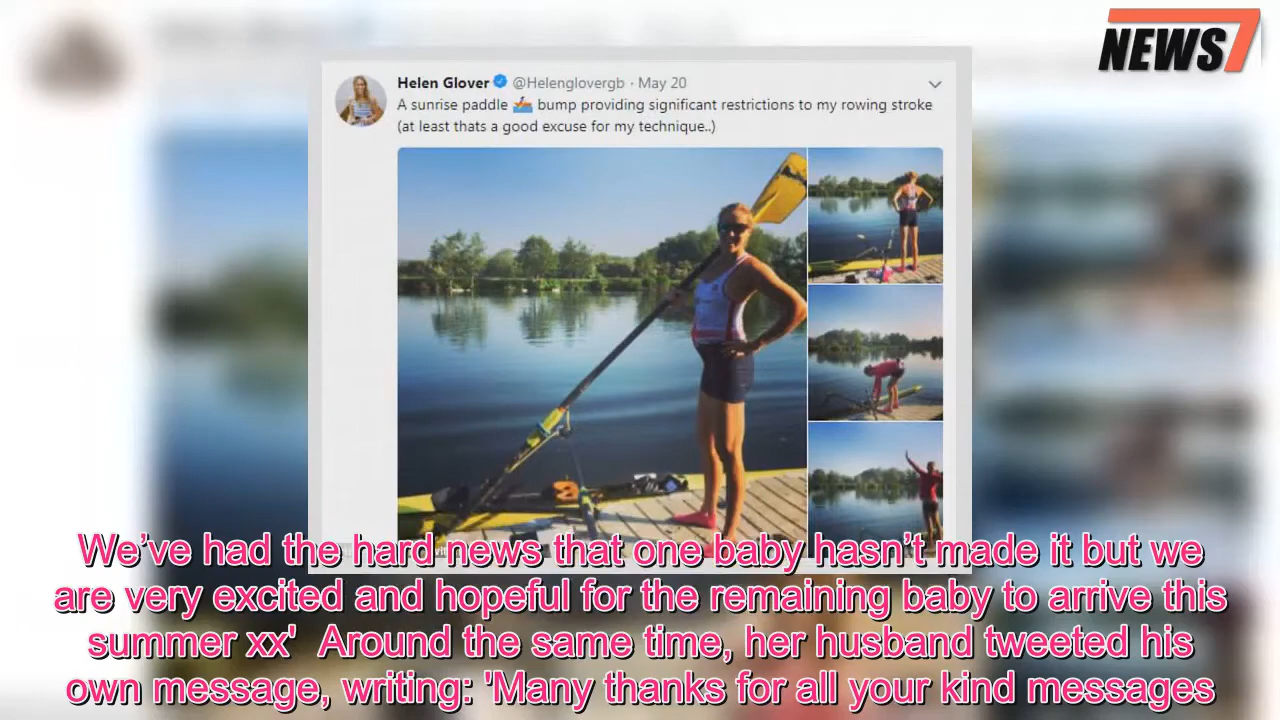 NEWS7
Helen Glover @Helenglovergb · May 20
A sunrise paddle bump providing significant restrictions to my rowing stroke
(at least thats a good excuse for my technique..)
We've had the hard news that one baby hasn't made it but we
are very excited and hopeful for the remaining baby to arrive this
summer xx' Around the same time, her husband tweeted his
own message, writing: 'Many thanks for all your kind messages